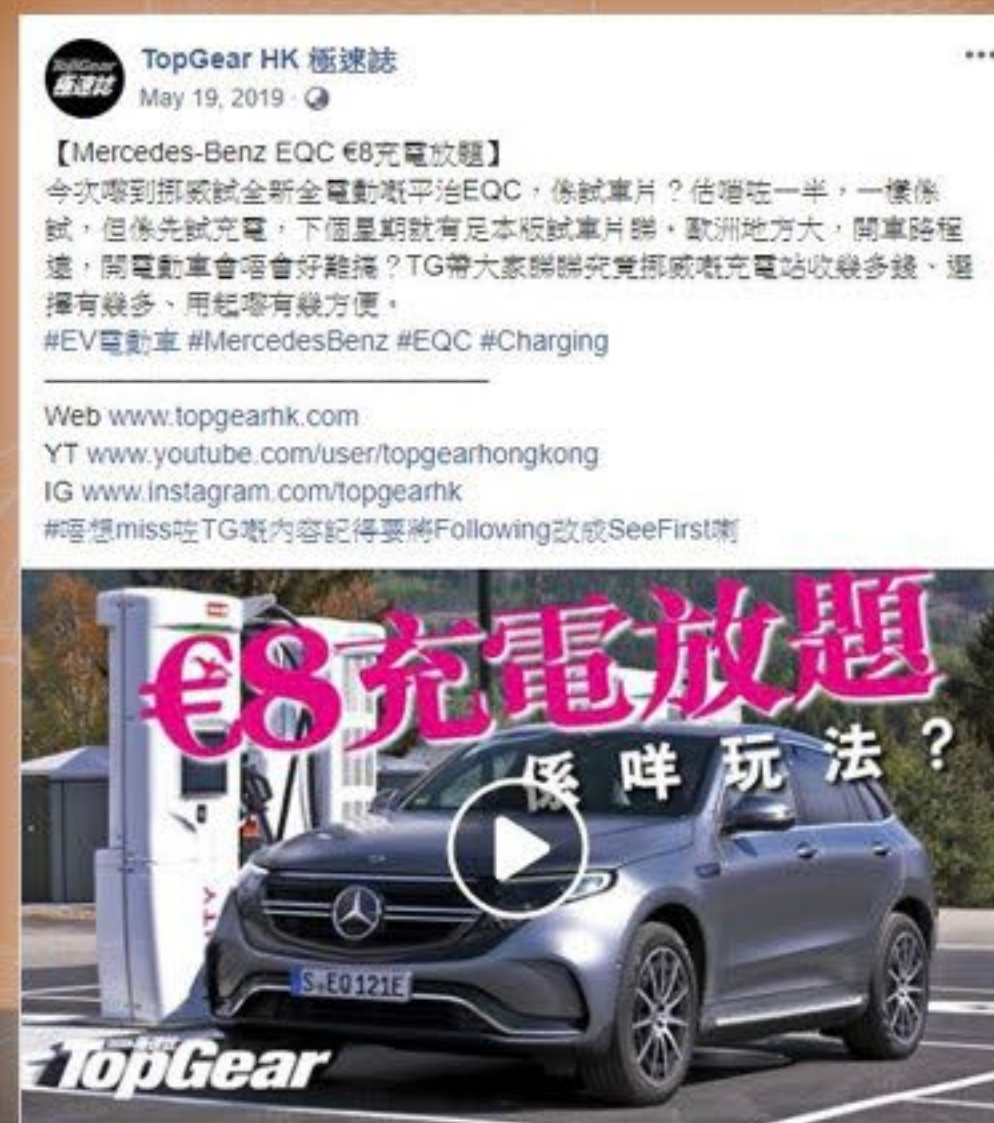 TopGear HK 極速誌
May 19, 2019
【Mercedes-Benz EQC €8充電放題】
今次嚟到挪威試全新全電動嘅平治EQC，係試車片？估啱咗一半，一樣係
試，但係先試充電，下個星期就有足本版試車片睇。歐洲地方大，開車路程
遠，開電動車會唔會好難搞？TG帶大家睇睇究竟挪威嘅充電站收幾多錢、選
擇有幾多、用起嚟有幾方便。
#EV電動車 #MercedesBenz #EQC #Charging
Web www.topgearhk.com
YT www.youtube.com/user/topgearhongkong
IG www.instagram.com/topgearhk
#唔想miss咗TG嘅內容記得要將Following改成SeeFirst喇
€8充電放題
係咩玩法？
S EQ121E
TopGear